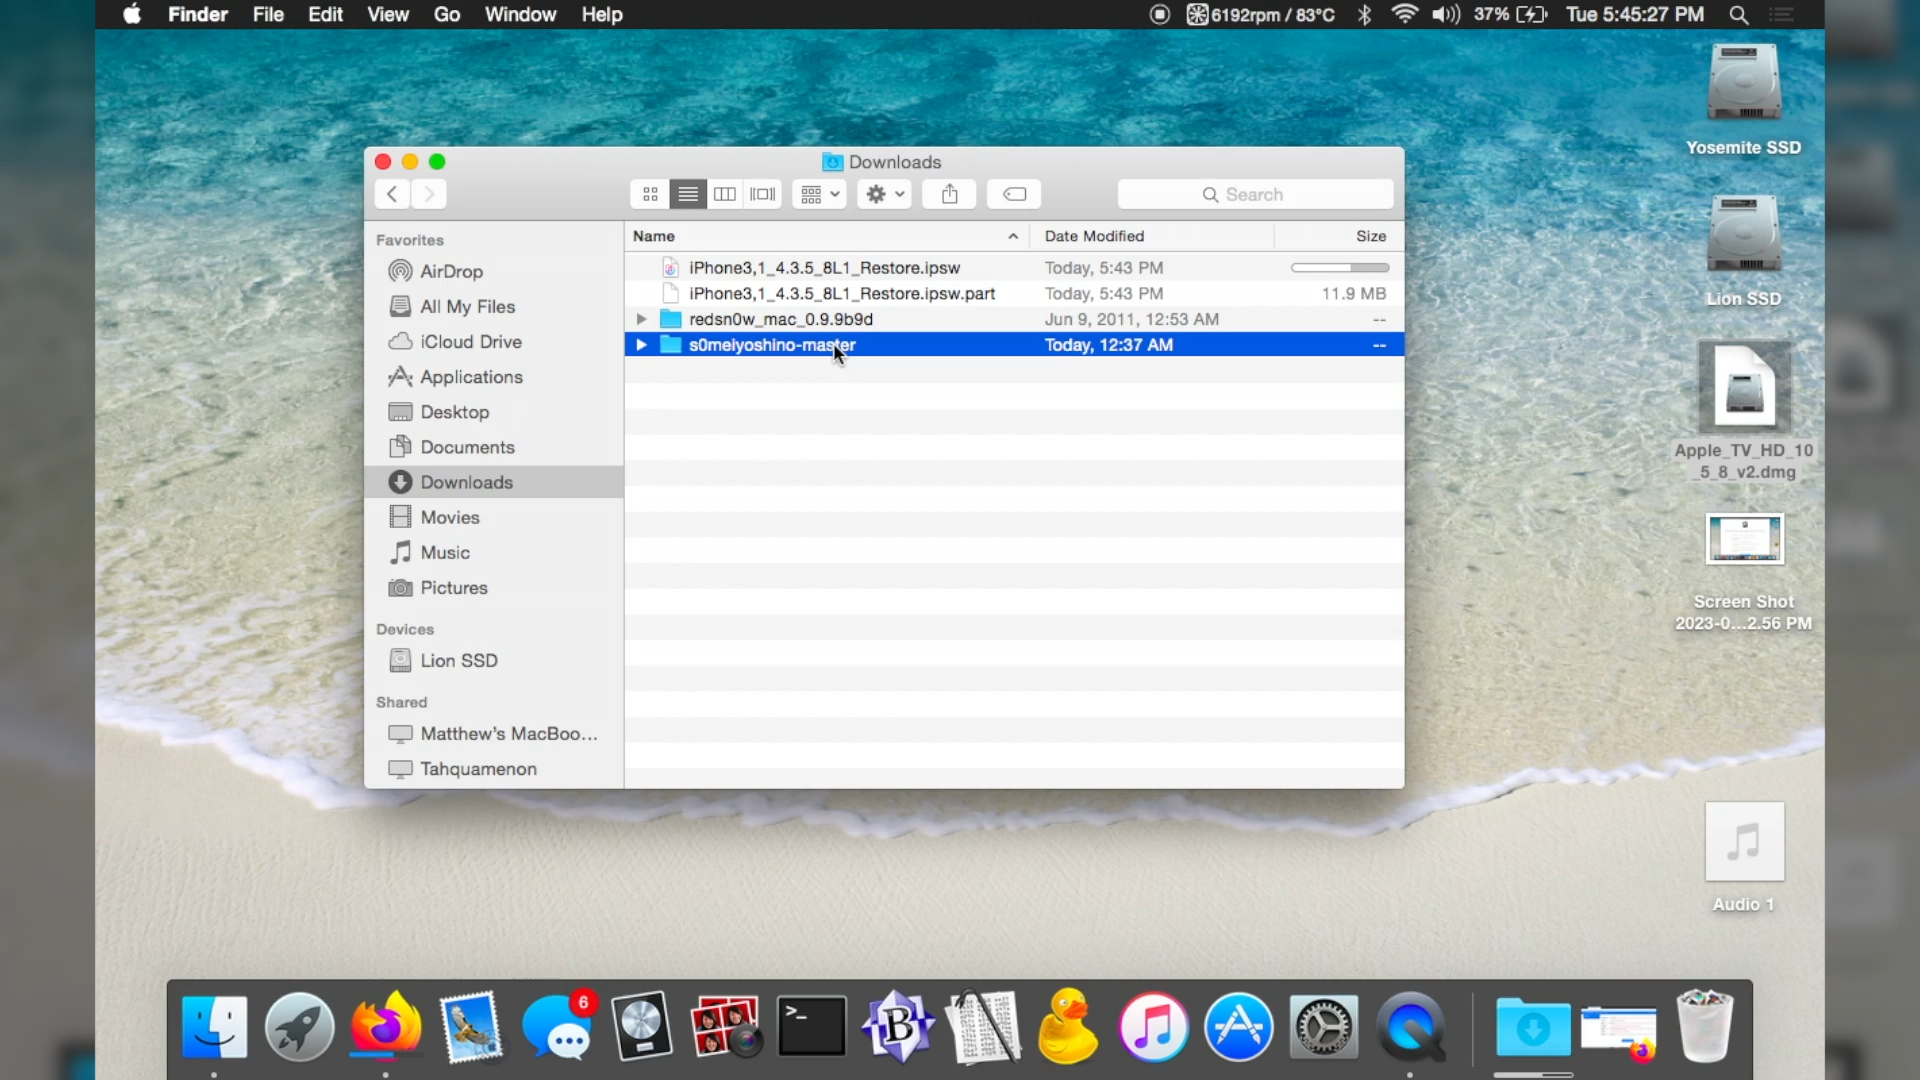 Finder File Edit View Go Window Help 6192rpm / 83°C 37% Tue 5:45:27 PM
Downloads
Search
Favorites
AirDrop
All My Files
iCloud Drive
Applications
Desktop
Documents
Downloads
Movies
Music
Pictures
Devices
Lion SSD
Shared
Matthew's MacBoo...
Tahquamenon
Name Date Modified Size
iPhone3,1_4.3.5_8L1_Restore.ipsw Today, 5:43 PM
iPhone3,1_4.3.5_8L1_Restore.ipsw.part Today, 5:43 PM 11.9 MB
redsn0w_mac_0.9.9b9d Jun 9, 2011, 12:53 AM --
s0meiyoshino-master Today, 12:37 AM --
Yosemite SSD
Lion SSD
Apple_TV_HD_10
_5_8_v2.dmg
Screen Shot
2023-0...2.56 PM
Audio 1
6
>_
B